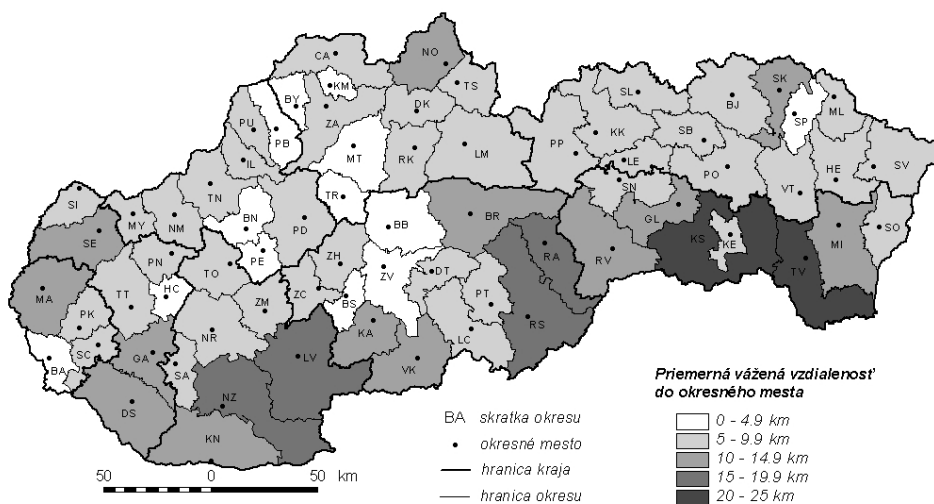 CA
NO
KM
TS
BY
PU
ZA
DK
PB
IL
MT
RK
LM
SL
BJ
SK
SP
ML
KK
SB
PP
LE
PO
HE
SV
VT
SN
SI
MY
NM
TN
BN
TR
PD
BB
BR
GL
KS
KE
MI
SO
SE
PE
RA
RV
TV
PN
TO
ZH
ZV
DT
MA
TT
HC
ZM
ZC
BS
PT
PK
NR
KA
RS
LC
BA
SC
GA
SA
LV
VK
DS
NZ
KN
50 0 50 km
BA skratka okresu
okresné mesto
hranica kraja
hranica okresu
Priemerná vážená vzdialenosť
do okresného mesta
0 - 4.9 km
5 - 9.9 km
10 - 14.9 km
15 - 19.9 km
20 - 25 km